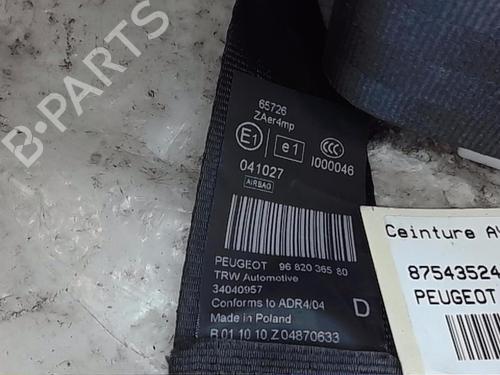 65726
ZAer4mp
E1
e1
CCC
I000046
041027
AIRBAG
PEUGEOT 96 820 365 80
TRW Automotive
34040957
Conforms to ADR4/04
D
Made in Poland
R 01 10 10 Z 04870633
Ceinture AV
87543524
PEUGEOT
B-PARTS